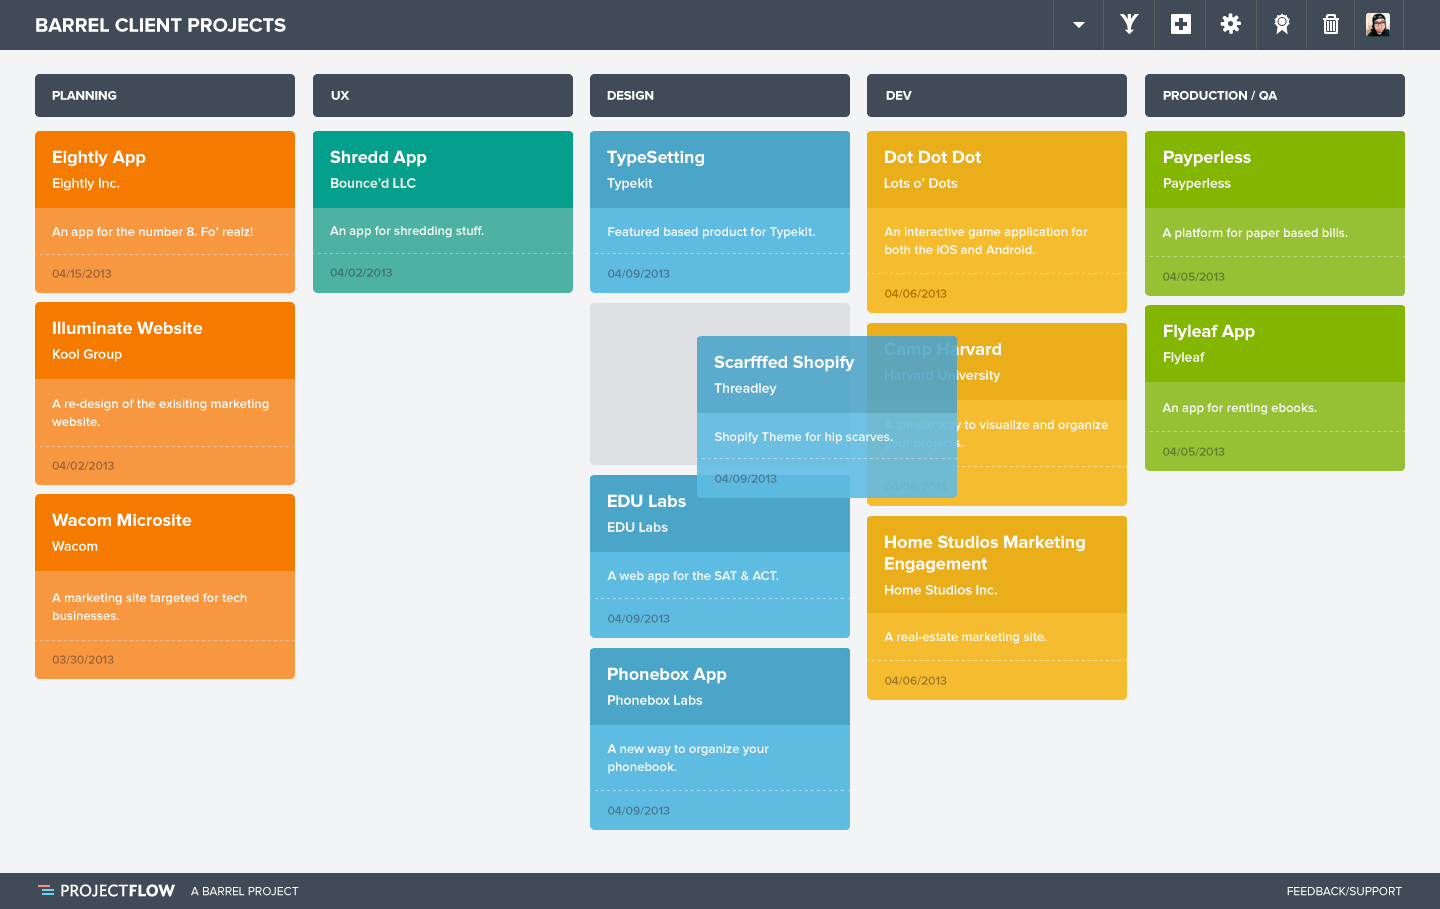 BARREL CLIENT PROJECTS
PLANNING
Eightly App
Eightly Inc.
An app for the number 8. Fo' realz!
04/15/2013
Illuminate Website
Kool Group
A re-design of the exisiting marketing
website.
04/02/2013
Wacom Microsite
Wacom
A marketing site targeted for tech
businesses.
03/30/2013
UX
Shredd App
Bounce'd LLC
An app for shredding stuff.
04/02/2013
DESIGN
TypeSetting
Typekit
Featured based product for Typekit.
04/09/2013
Scarfffed Shopify
Threadley
Shopify Theme for hip scarves.
04/09/2013
EDU Labs
EDU Labs
A web app for the SAT & ACT.
04/09/2013
Phonebox App
Phonebox Labs
A new way to organize your
phonebook.
04/09/2013
DEV
Dot Dot Dot
Lots o' Dots
An interactive game application for
both the iOS and Android.
04/06/2013
Camp Harvard
Harvard University
A simple way to visualize and organize
your projects.
04/06/2013
Home Studios Marketing
Engagement
Home Studios Inc.
A real-estate marketing site.
04/06/2013
PRODUCTION / QA
Payperless
Payperless
A platform for paper based bills.
04/05/2013
Flyleaf App
Flyleaf
An app for renting ebooks.
04/05/2013
PROJECTFLOW
A BARREL PROJECT
FEEDBACK/SUPPORT